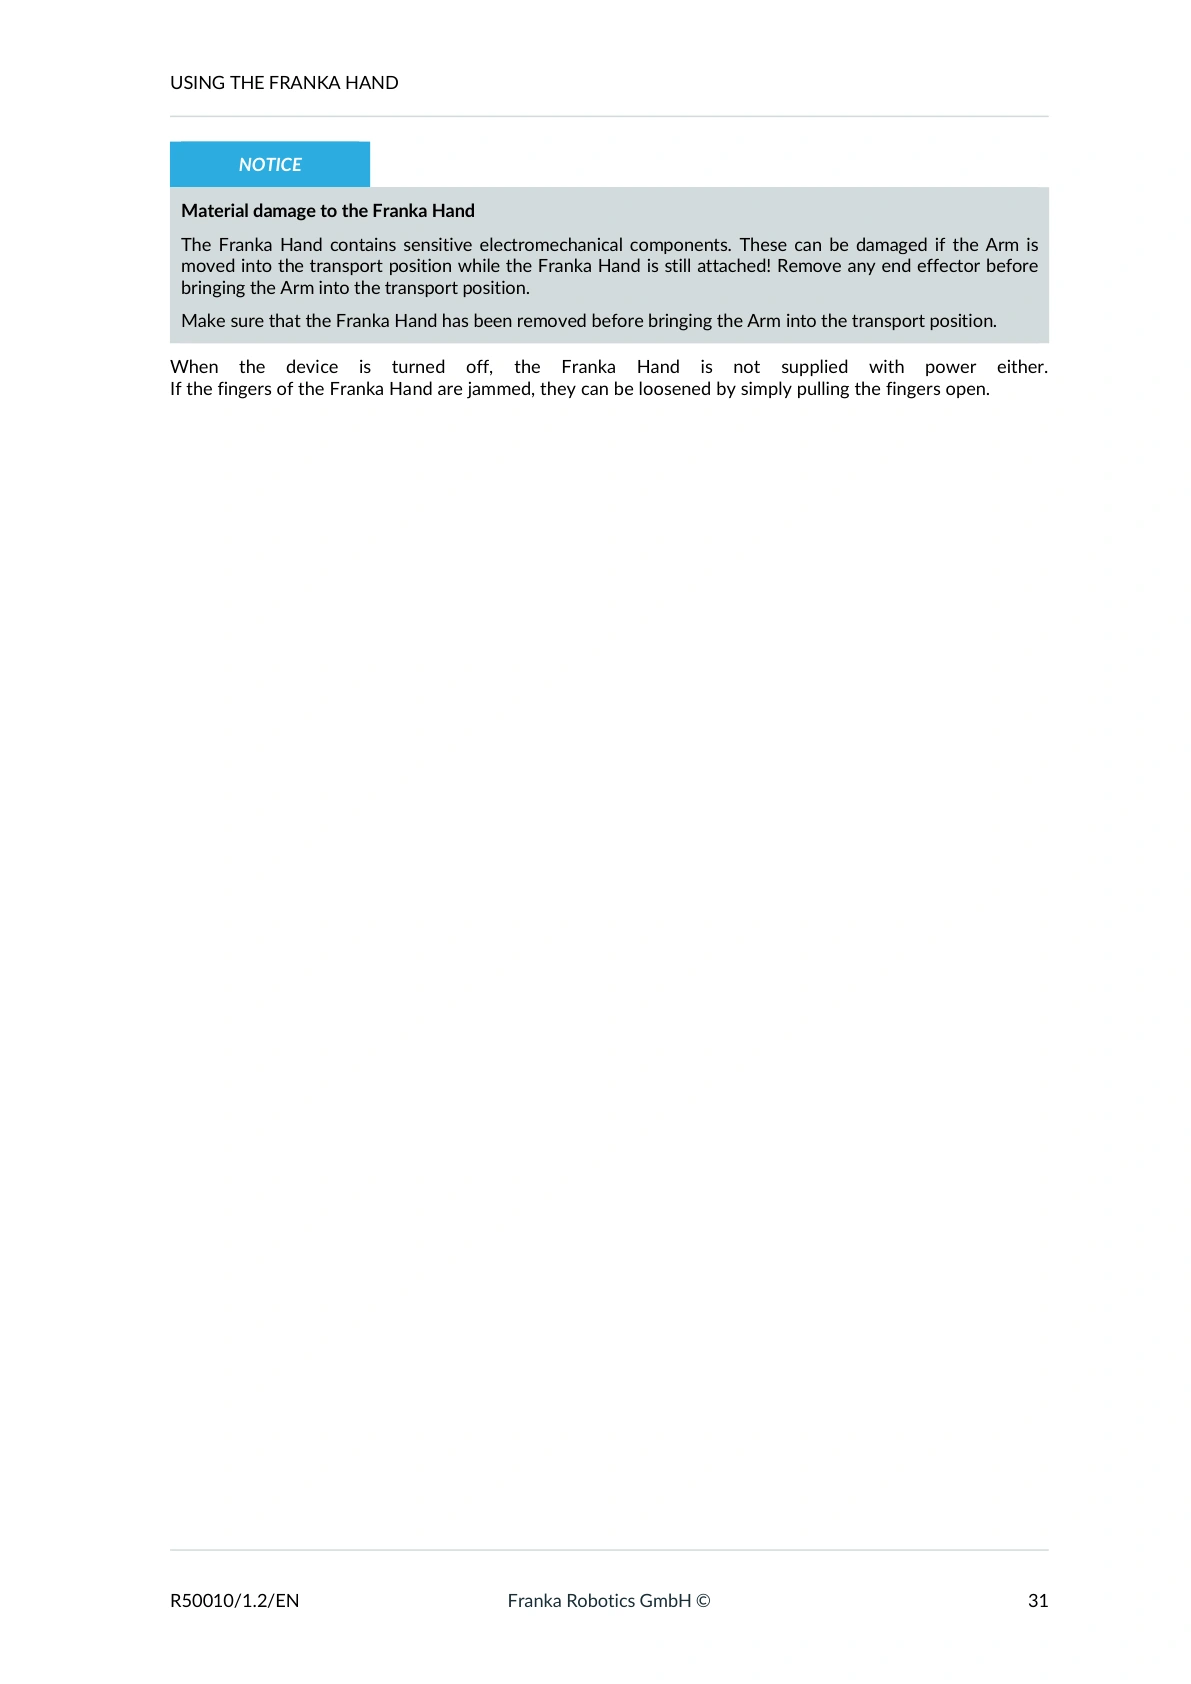 USING THE FRANKA HAND
NOTICE
Material damage to the Franka Hand
The Franka Hand contains sensitive electromechanical components. These can be damaged if the Arm is
moved into the transport position while the Franka Hand is still attached! Remove any end effector before
bringing the Arm into the transport position.
Make sure that the Franka Hand has been removed before bringing the Arm into the transport position.
When the device is turned off, the Franka Hand is not supplied with power either.
If the fingers of the Franka Hand are jammed, they can be loosened by simply pulling the fingers open.
R50010/1.2/EN Franka Robotics GmbH © 31